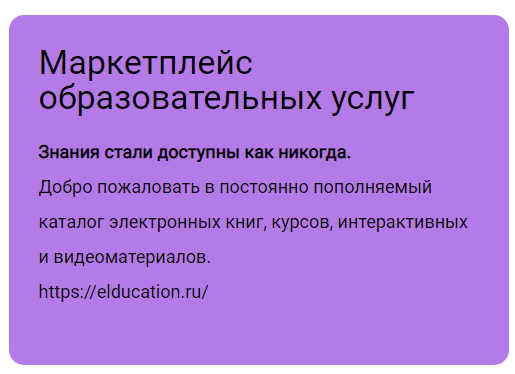 Маркетплейс
образовательных услуг
Знания стали доступны как никогда.
Добро пожаловать в постоянно пополняемый
каталог электронных книг, курсов, интерактивных
и видеоматериалов.
https://elducation.ru/